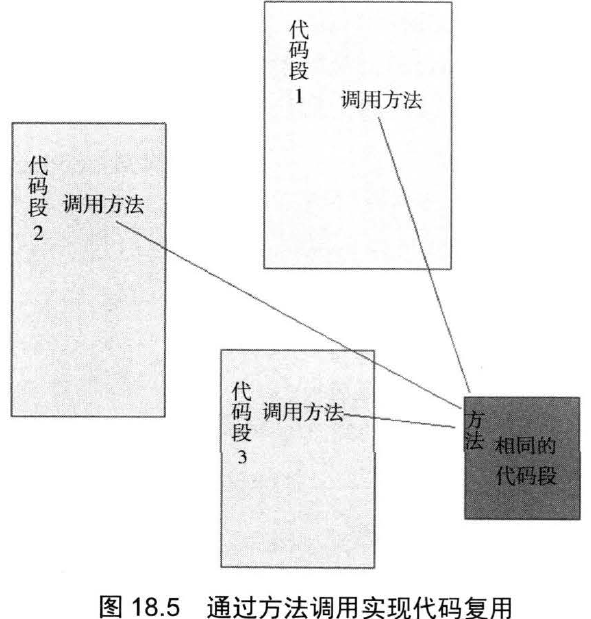 代码段1
调用方法
代码段2
调用方法
代码段3
调用方法
方法
相同的
代码段
图 18.5 通过方法调用实现代码复用